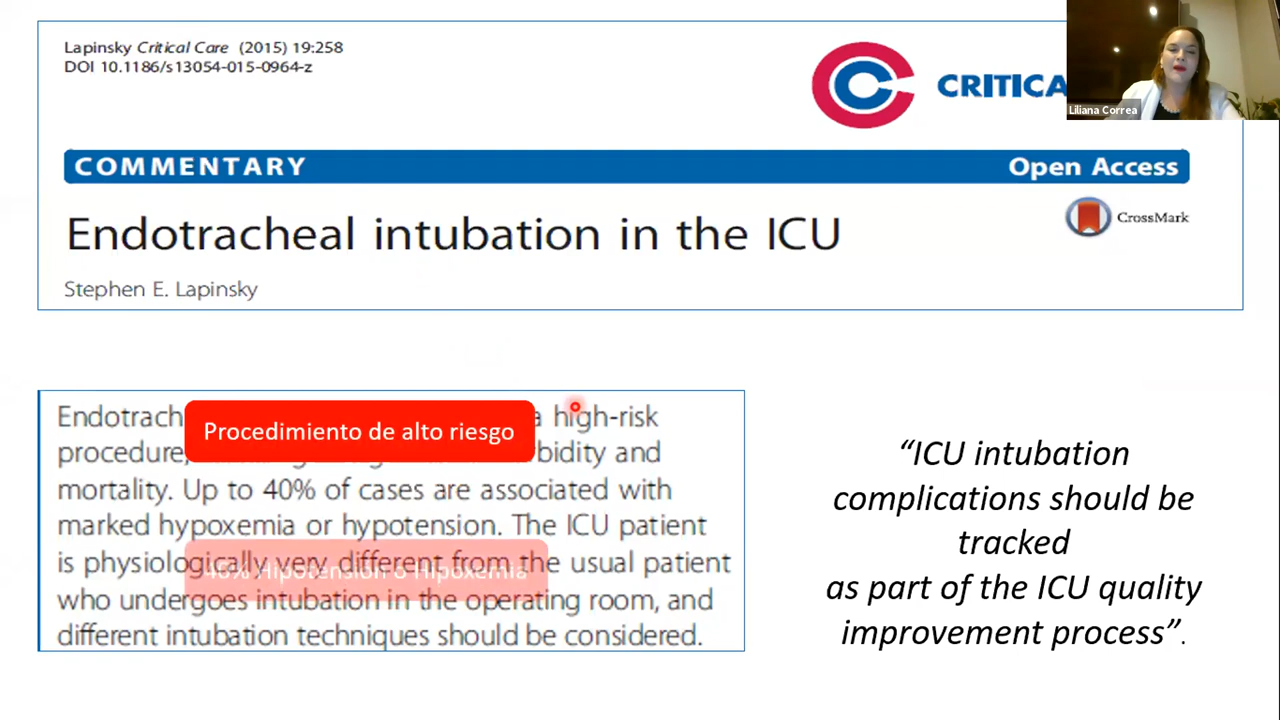 Lapinsky Critical Care (2015) 19:258
DOI 10.1186/s13054-015-0964-z
CRITICA
Liliana Correa
COMMENTARY
Open Access
Endotracheal intubation in the ICU
CrossMark
Stephen E. Lapinsky
Endotrach a high-risk
Procedimiento de alto riesgo
procedure, bidity and
mortality. Up to 40% of cases are associated with
marked hypoxemia or hypotension. The ICU patient
is physiologically very different from the usual patient
40% Hipotensión o Hipoxemia
who undergoes intubation in the operating room, and
different intubation techniques should be considered.
“ICU intubation
complications should be
tracked
as part of the ICU quality
improvement process”.